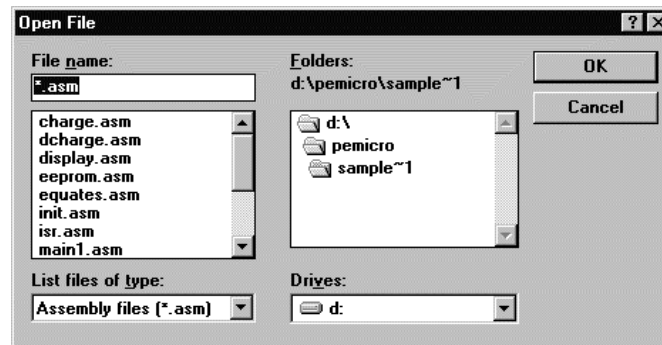 Open File
File name:
*.asm
charge.asm
dcharge.asm
display.asm
eeprom.asm
equates.asm
init.asm
isr.asm
main1.asm
List files of type:
Assembly files (*.asm)
Folders:
d:\pemicro\sample~1
d:\
pemicro
sample~1
Drives:
d:
OK
Cancel